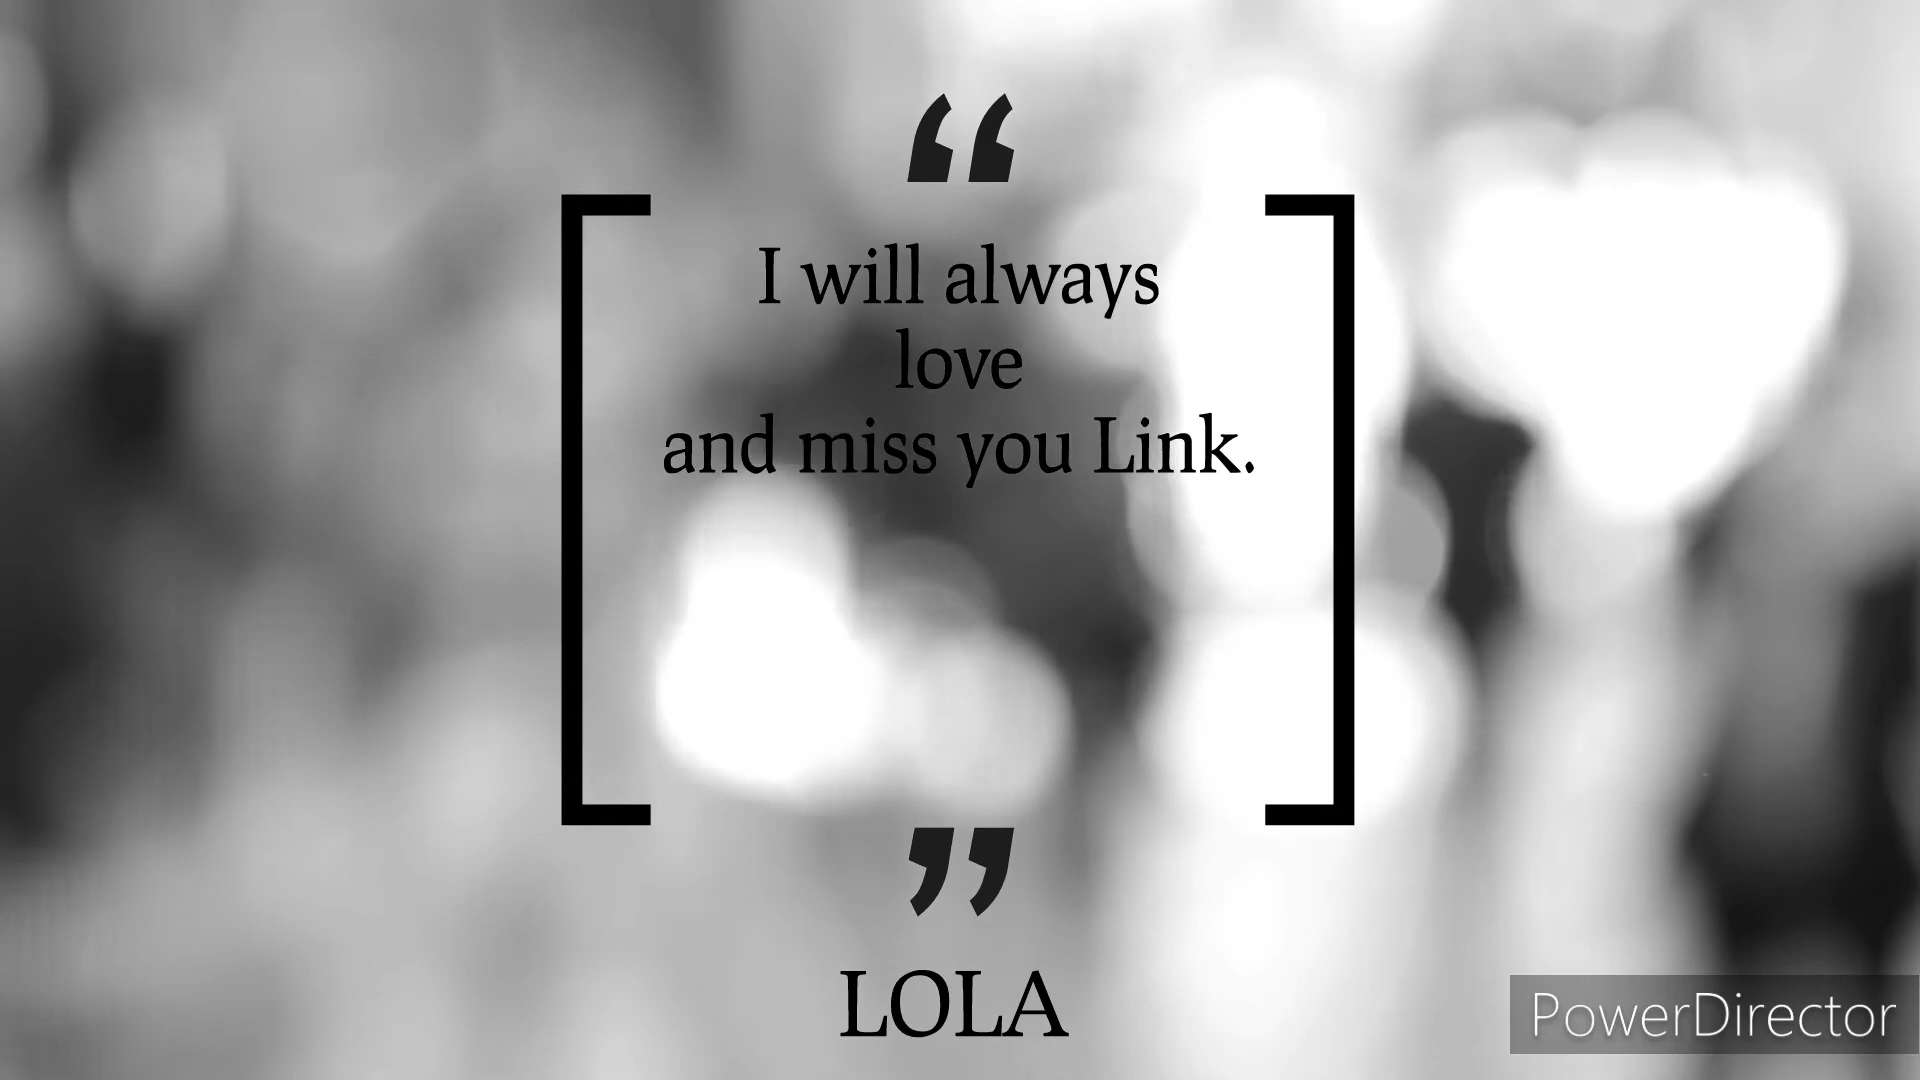 “
I will always
love
and miss you Link.
”
LOLA
PowerDirector